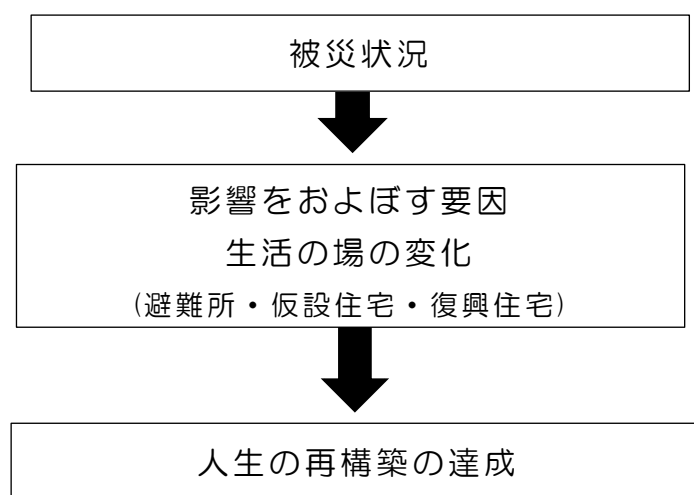 被災状況
影響をおよぼす要因
生活の場の変化
(避難所・仮設住宅・復興住宅)
人生の再構築の達成